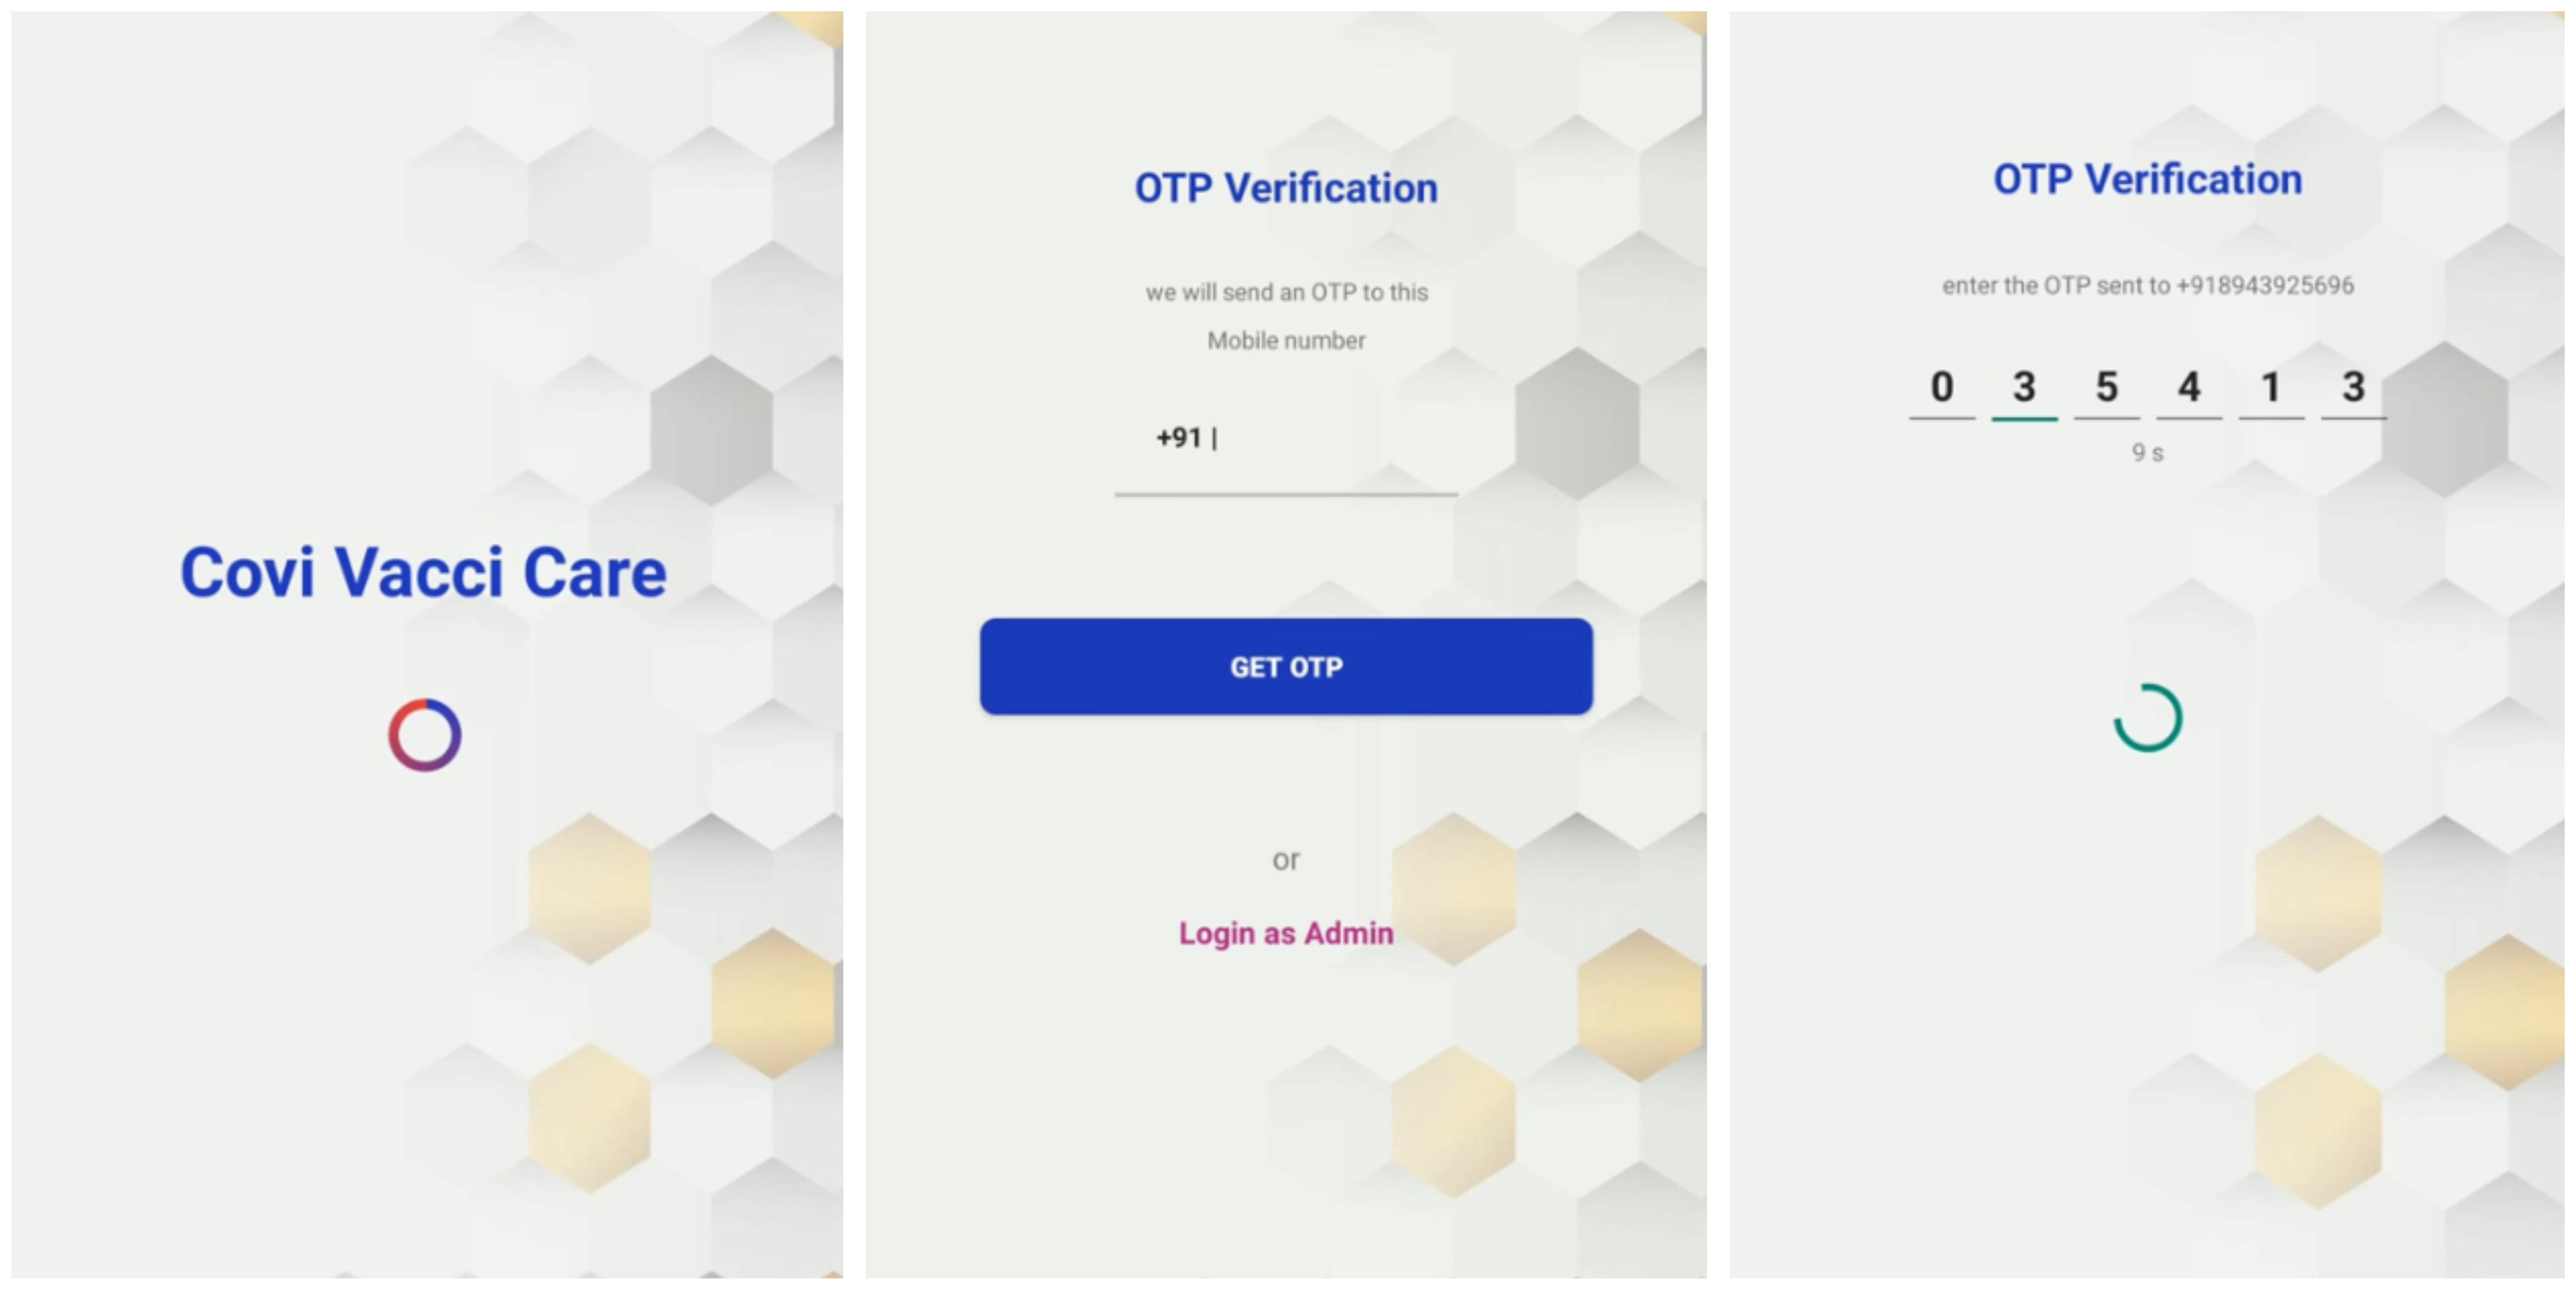 Covi Vacci Care
OTP Verification
we will send an OTP to this
Mobile number
+91 |
GET OTP
or
Login as Admin
OTP Verification
enter the OTP sent to +918943925696
0 3 5 4 1 3
9 s